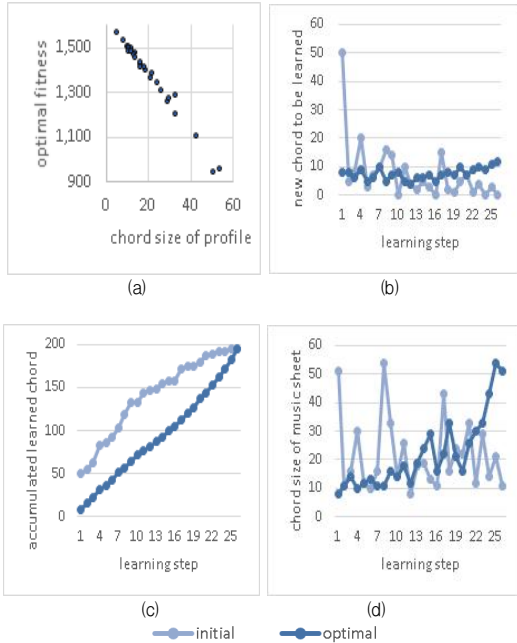 1,500
1,300
1,100
900
0 20 40 60
optimal fitness
chord size of profile
(a)
60
50
40
30
20
10
0
1 4 7 10 13 16 19 22 25
new chord to be learned
learning step
(b)
200
150
100
50
0
1 4 7 10 13 16 19 22 25
accumulated learned chord
learning step
(c)
60
50
40
30
20
10
0
1 4 7 10 13 16 19 22 25
chord size of music sheet
learning step
(d)
initial optimal